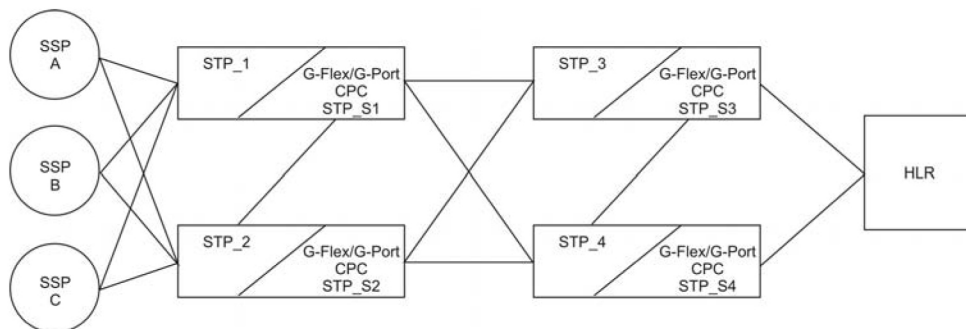 SSP
A
STP_1
G-Flex/G-Port
CPC
STP_S1
STP_3
G-Flex/G-Port
CPC
STP_S3
SSP
B
HLR
STP_2
G-Flex/G-Port
CPC
STP_S2
STP_4
G-Flex/G-Port
CPC
STP_S4
SSP
C